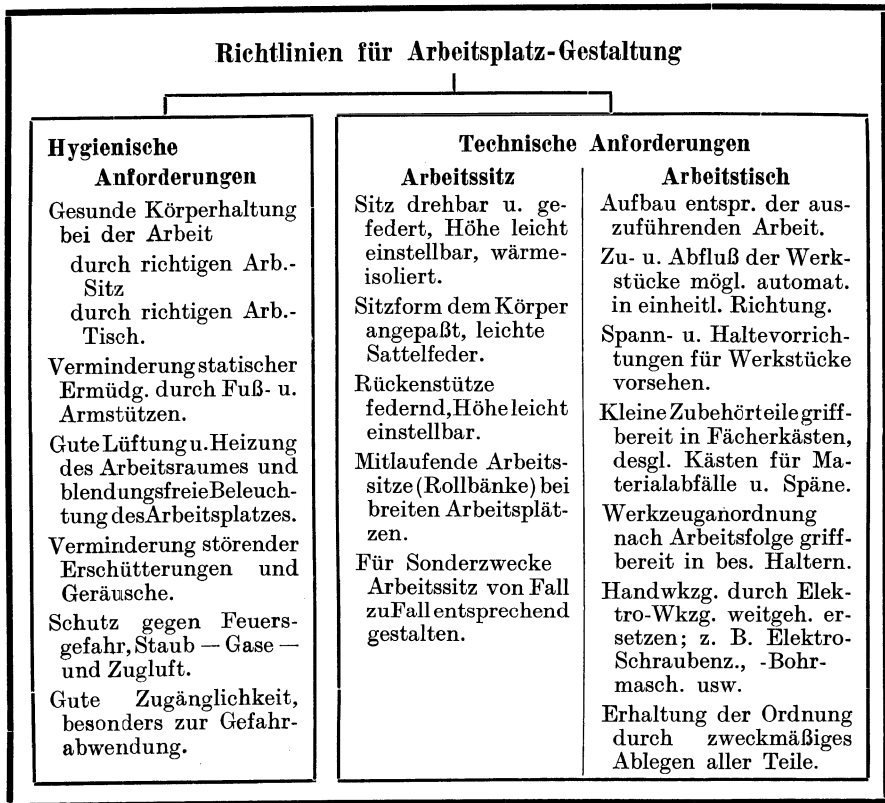 Richtlinien für Arbeitsplatz-Gestaltung
Hygienische
Anforderungen
Gesunde Körperhaltung
bei der Arbeit
durch richtigen Arb.-
Sitz
durch richtigen Arb.-
Tisch.
Verminderung statischer
Ermüdg. durch Fuß- u.
Armstützen.
Gute Lüftung u. Heizung
des Arbeitsraumes und
blendungsfreie Beleuch-
tung des Arbeitsplatzes.
Verminderung störender
Erschütterungen und
Geräusche.
Schutz gegen Feuers-
gefahr, Staub — Gase —
und Zugluft.
Gute Zugänglichkeit,
besonders zur Gefahr-
abwendung.
Technische Anforderungen
Arbeitssitz
Sitz drehbar u. ge-
federt, Höhe leicht
einstellbar, wärme-
isoliert.
Sitzform dem Körper
angepaßt, leichte
Sattelfeder.
Rückenstütze
federnd, Höhe leicht
einstellbar.
Mitlaufende Arbeits-
sitze (Rollbänke) bei
breiten Arbeitsplät-
zen.
Für Sonderzwecke
Arbeitssitz von Fall
zu Fall entsprechend
gestalten.
Arbeitstisch
Aufbau entspr. der aus-
zuführenden Arbeit.
Zu- u. Abfluß der Werk-
stücke mögl. automat.
in einheitl. Richtung.
Spann- u. Haltevorrich-
tungen für Werkstücke
vorsehen.
Kleine Zubehörteile griff-
bereit in Fächerkästen,
desgl. Kästen für Ma-
terialabfälle u. Späne.
Werkzeuganordnung
nach Arbeitsfolge griff-
bereit in bes. Haltern.
Handwkzg. durch Elek-
tro-Wkzg. weitgeh. er-
setzen; z. B. Elektro-
Schraubenz., -Bohr-
masch. usw.
Erhaltung der Ordnung
durch zweckmäßiges
Ablegen aller Teile.